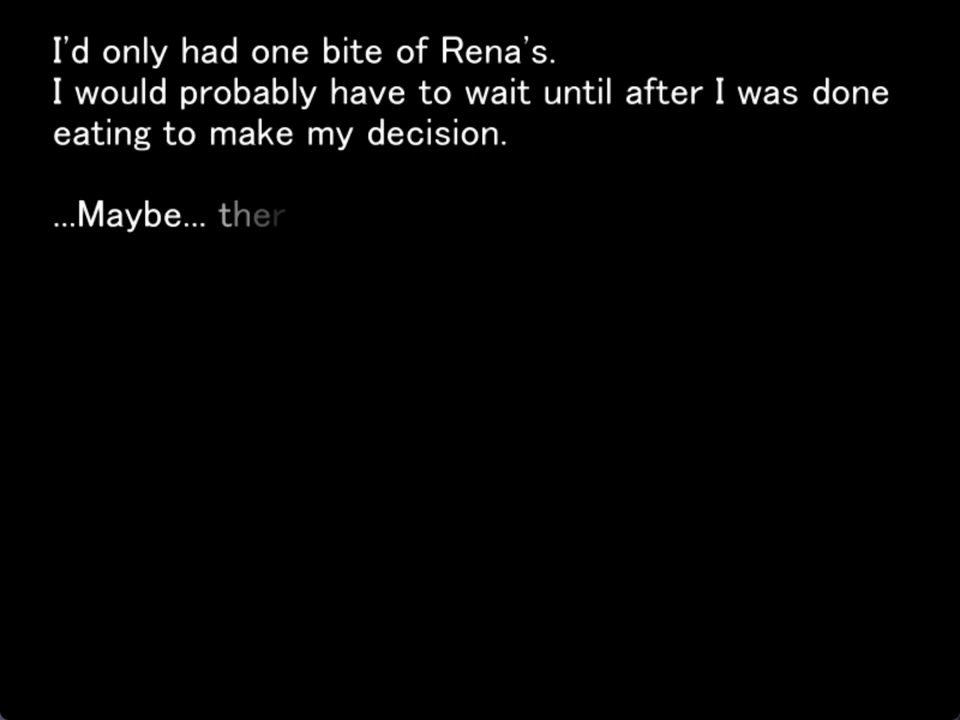 I’d only had one bite of Rena’s.
I would probably have to wait until after I was done
eating to make my decision.
…Maybe… ther